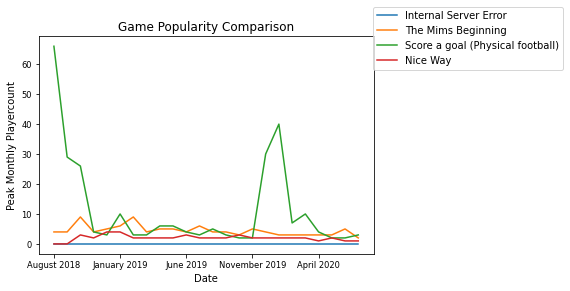 Game Popularity Comparison
Internal Server Error
The Mims Beginning
Score a goal (Physical football)
Nice Way
Peak Monthly Playercount
60
50
40
30
20
10
0
August 2018 January 2019 June 2019 November 2019 April 2020
Date